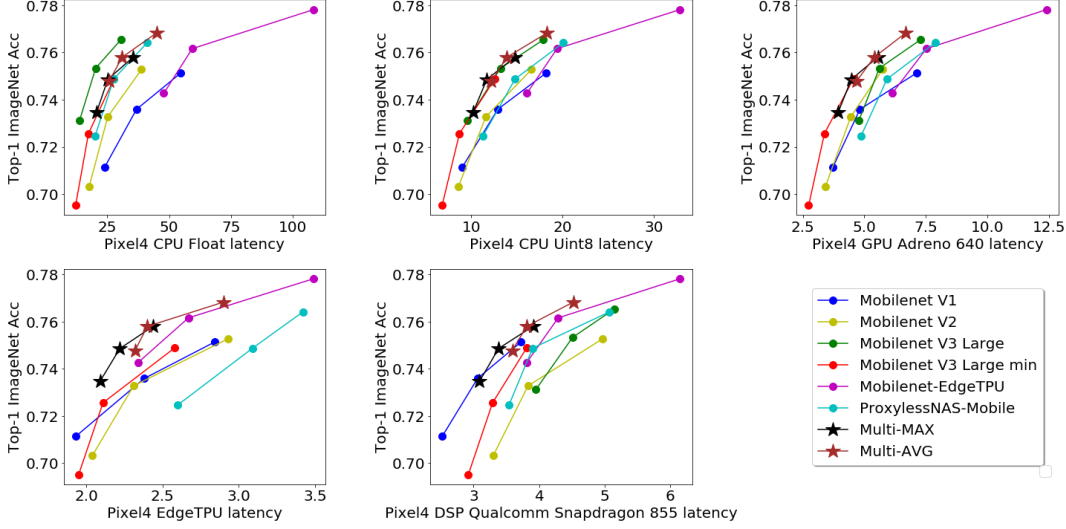 Top-1 ImageNet Acc
0.78
0.76
0.74
0.72
0.70
25
50
75
100
Pixel4 CPU Float latency
Top-1 ImageNet Acc
0.78
0.76
0.74
0.72
0.70
10
20
30
Pixel4 CPU Uint8 latency
Top-1 ImageNet Acc
0.78
0.76
0.74
0.72
0.70
2.5
5.0
7.5
10.0
12.5
Pixel4 GPU Adreno 640 latency
Top-1 ImageNet Acc
0.78
0.76
0.74
0.72
0.70
2.0
2.5
3.0
3.5
Pixel4 EdgeTPU latency
Top-1 ImageNet Acc
0.78
0.76
0.74
0.72
0.70
3
4
5
6
Pixel4 DSP Qualcomm Snapdragon 855 latency
Mobilenet V1
Mobilenet V2
Mobilenet V3 Large
Mobilenet V3 Large min
Mobilenet-EdgeTPU
ProxylessNAS-Mobile
Multi-MAX
Multi-AVG